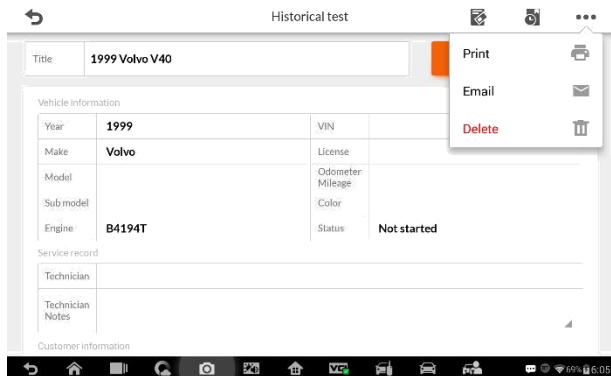 Historical test
Title 1999 Volvo V40
Print
Email
Delete
Vehicle information
Year 1999 VIN
Make Volvo License
Model Odometer Mileage
Sub model Color
Engine B4194T Status Not started
Service record
Technician
Technician Notes
Customer information
69% 6:05